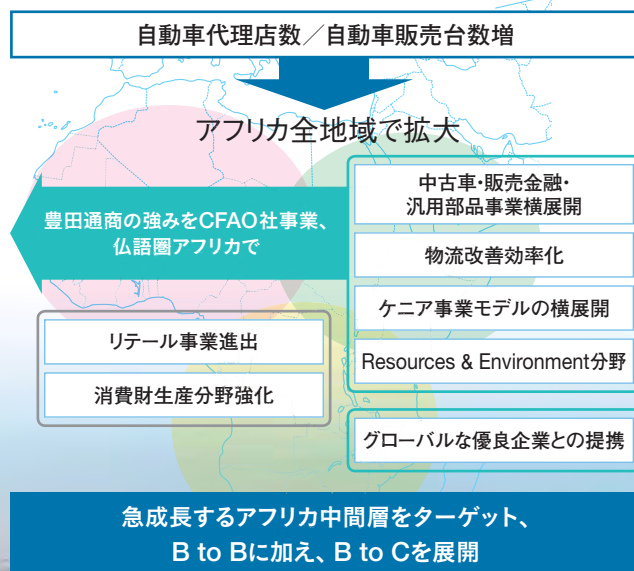 自動車代理店数／自動車販売台数増
アフリカ全地域で拡大
豊田通商の強みをCFAO社事業、
仏語圏アフリカで
中古車・販売金融・
汎用部品事業横展開
物流改善効率化
ケニア事業モデルの横展開
Resources & Environment分野
リテール事業進出
消費財生産分野強化
グローバルな優良企業との提携
急成長するアフリカ中間層をターゲット、
B to Bに加え、B to Cを展開